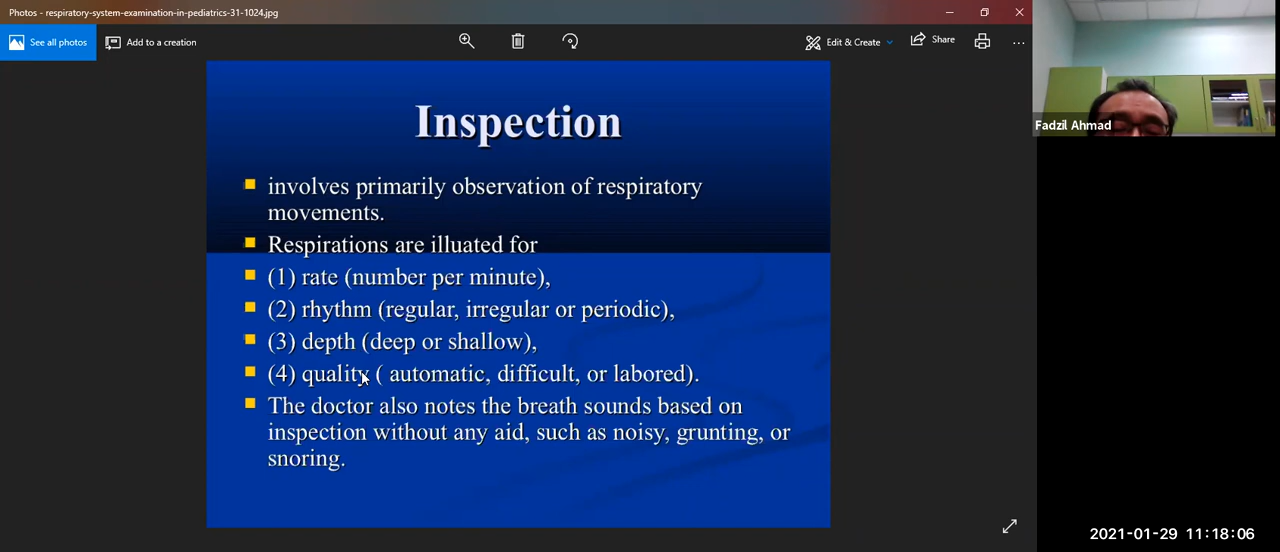 Photos - respiratory-system-examination-in-pediatrics-31-1024.jpg
See all photos
Add to a creation
Edit & Create
Share
Fadzil Ahmad
Inspection
involves primarily observation of respiratory
movements.
Respirations are illuated for
(1) rate (number per minute),
(2) rhythm (regular, irregular or periodic),
(3) depth (deep or shallow),
(4) quality ( automatic, difficult, or labored).
The doctor also notes the breath sounds based on
inspection without any aid, such as noisy, grunting, or
snoring.
2021-01-29 11:18:06